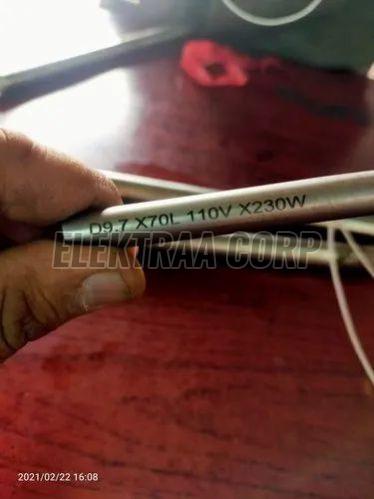 D9.7 X70L 110V X230W
ELEKTRAA CORP
2021/02/22 16:08